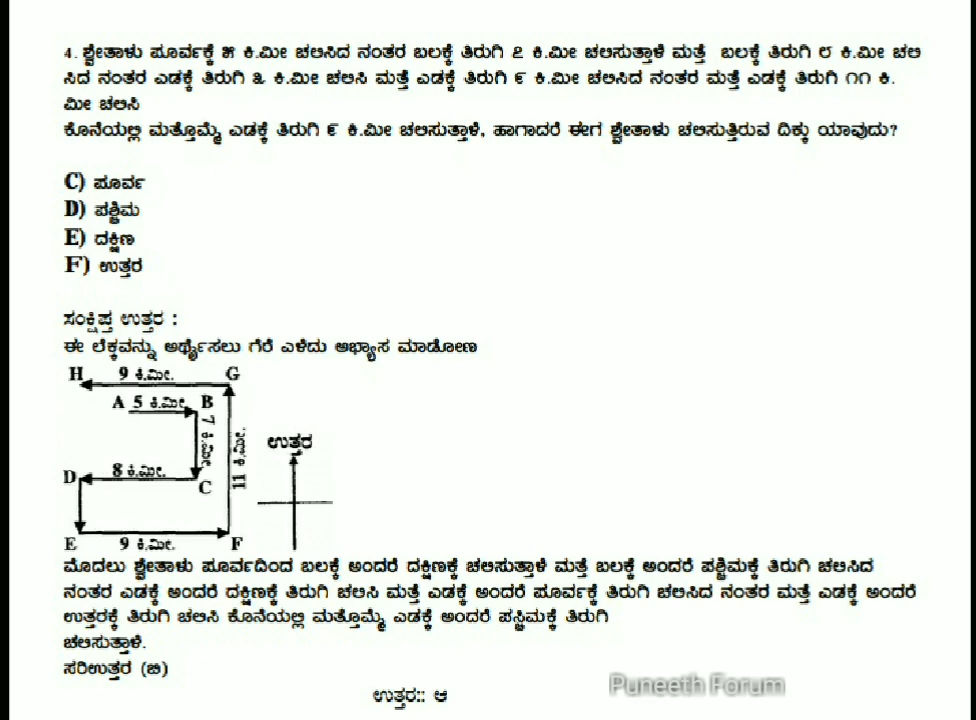 4. ಶ್ವೇತಾಳು ಪೂರ್ವಕ್ಕೆ ೫ ಕಿ.ಮೀ ಚಲಿಸಿದ ನಂತರ ಬಲಕ್ಕೆ ತಿರುಗಿ ೭ ಕಿ.ಮೀ ಚಲಿಸುತ್ತಾಳೆ ಮತ್ತೆ ಬಲಕ್ಕೆ ತಿರುಗಿ ೮ ಕಿ.ಮೀ ಚಲಿ
ಸಿದ ನಂತರ ಎಡಕ್ಕೆ ತಿರುಗಿ ೩ ಕಿ.ಮೀ ಚಲಿಸಿ ಮತ್ತೆ ಎಡಕ್ಕೆ ತಿರುಗಿ ೯ ಕಿ.ಮೀ ಚಲಿಸಿದ ನಂತರ ಮತ್ತೆ ಎಡಕ್ಕೆ ತಿರುಗಿ ೧೧ ಕಿ.
ಮೀ ಚಲಿಸಿ
ಕೊನೆಯಲ್ಲಿ ಮತ್ತೊಮ್ಮೆ ಎಡಕ್ಕೆ ತಿರುಗಿ ೯ ಕಿ.ಮೀ ಚಲಿಸುತ್ತಾಳೆ, ಹಾಗಾದರೆ ಈಗ ಶ್ವೇತಾಳು ಚಲಿಸುತ್ತಿರುವ ದಿಕ್ಕು ಯಾವುದು?
C) ಪೂರ್ವ
D) ಪಶ್ಚಿಮ
E) ದಕ್ಷಿಣ
F) ಉತ್ತರ
ಸಂಕ್ಷಿಪ್ತ ಉತ್ತರ :
ಈ ಲೆಕ್ಕವನ್ನು ಅರ್ಥೈಸಲು ಗೆರೆ ಎಳೆದು ಅಭ್ಯಾಸ ಮಾಡೋಣ
H 9 ಕಿ.ಮೀ. G
A 5 ಕಿ.ಮೀ. B
7 ಕಿ.ಮೀ.
11 ಕಿ.ಮೀ.
ಉತ್ತರ
D 8 ಕಿ.ಮೀ. C
E 9 ಕಿ.ಮೀ. F
ಮೊದಲು ಶ್ವೇತಾಳು ಪೂರ್ವದಿಂದ ಬಲಕ್ಕೆ ಅಂದರೆ ದಕ್ಷಿಣಕ್ಕೆ ಚಲಿಸುತ್ತಾಳೆ ಮತ್ತೆ ಬಲಕ್ಕೆ ಅಂದರೆ ಪಶ್ಚಿಮಕ್ಕೆ ತಿರುಗಿ ಚಲಿಸಿದ
ನಂತರ ಎಡಕ್ಕೆ ಅಂದರೆ ದಕ್ಷಿಣಕ್ಕೆ ತಿರುಗಿ ಚಲಿಸಿ ಮತ್ತೆ ಎಡಕ್ಕೆ ಅಂದರೆ ಪೂರ್ವಕ್ಕೆ ತಿರುಗಿ ಚಲಿಸಿದ ನಂತರ ಮತ್ತೆ ಎಡಕ್ಕೆ ಅಂದರೆ
ಉತ್ತರಕ್ಕೆ ತಿರುಗಿ ಚಲಿಸಿ ಕೊನೆಯಲ್ಲಿ ಮತ್ತೊಮ್ಮೆ ಎಡಕ್ಕೆ ಅಂದರೆ ಪಸ್ಚಿಮಕ್ಕೆ ತಿರುಗಿ
ಚಲಿಸುತ್ತಾಳೆ.
ಸರಿಉತ್ತರ (ಬಿ)
ಉತ್ತರ:: ಆ
Puneeth Forum